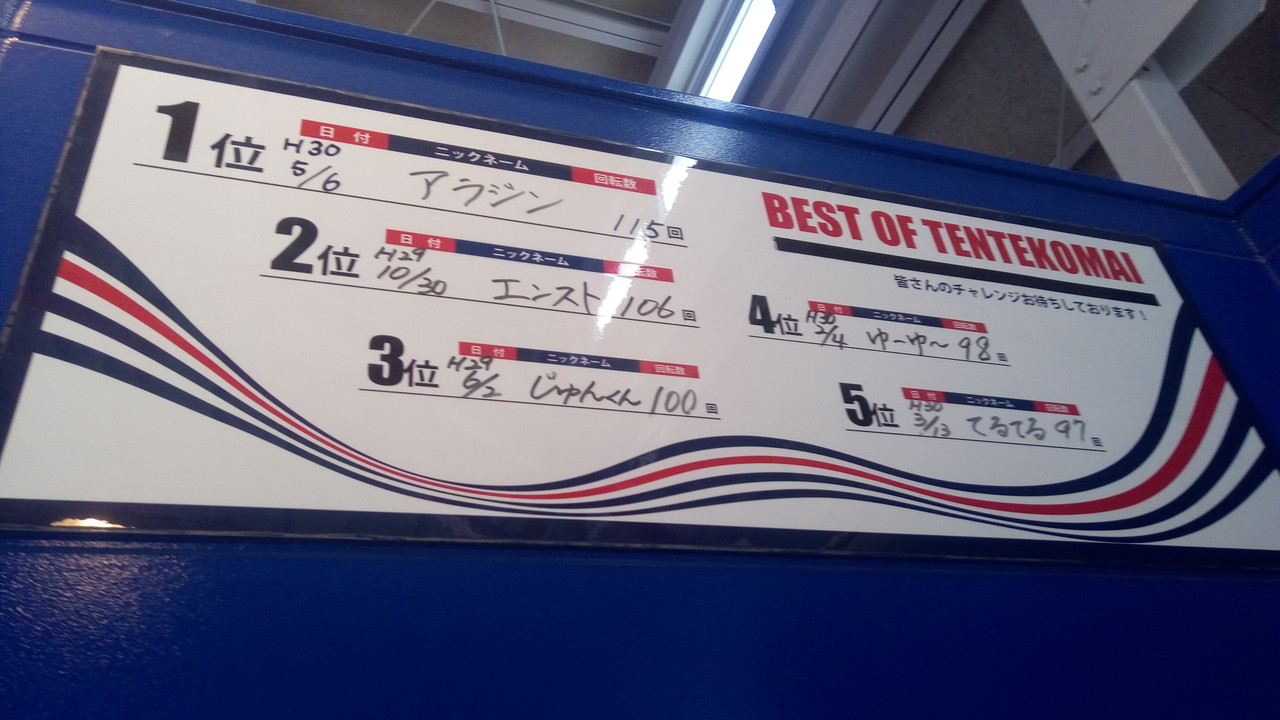 1位
日付 ニックネーム 回転数
H30
5/6 アラジン 115回
2位
日付 ニックネーム 回転数
H29
10/30 エンスト 106回
3位
日付 ニックネーム 回転数
H29
6/2 じゅんくん 100回
BEST OF TENTEKOMAI
皆さんのチャレンジお待ちしております!
4位
日付 ニックネーム 回転数
H30
2/4 ゆーゆ〜 98回
5位
日付 ニックネーム 回転数
H30
3/13 てるてる 97回